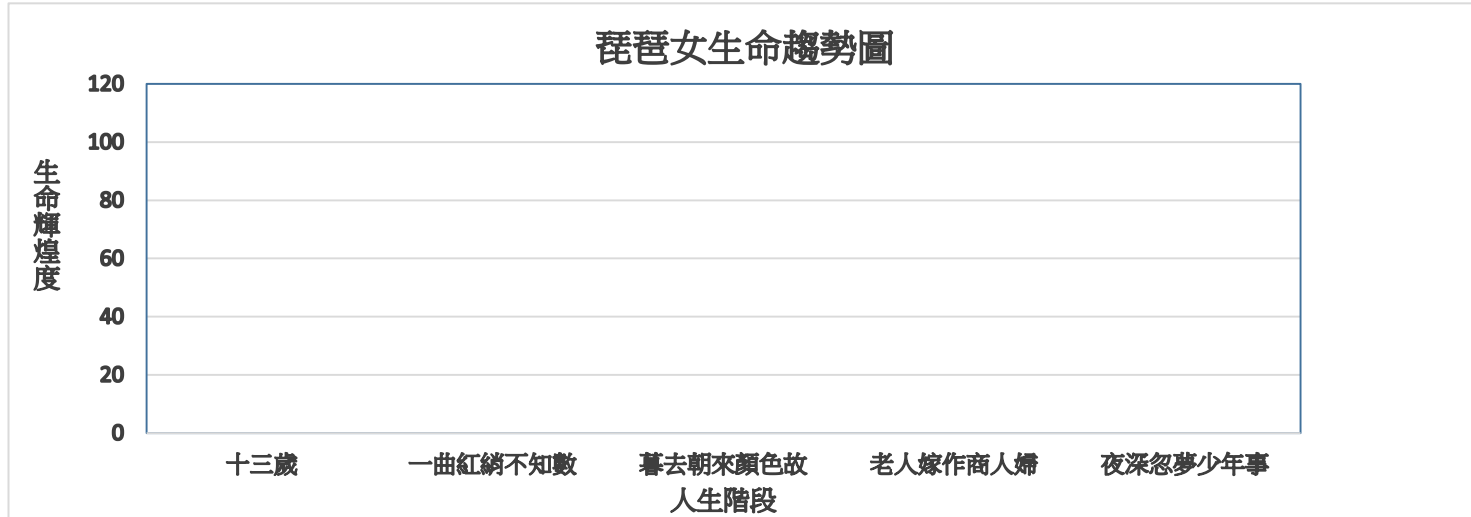 琵琶女生命趨勢圖
120
100
80
60
40
20
0
生命輝煌度
十三歲
一曲紅綃不知數
暮去朝來顏色故
老人嫁作商人婦
夜深忽夢少年事
人生階段